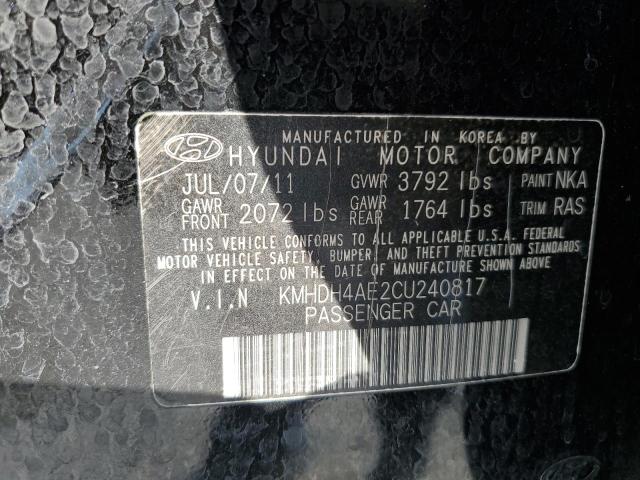 MANUFACTURED IN KOREA BY
HYUNDAI MOTOR COMPANY
JUL/07/11 GVWR 3792 lbs PAINT NKA
GAWR FRONT 2072 lbs GAWR REAR 1764 lbs TRIM RAS
THIS VEHICLE CONFORMS TO ALL APPLICABLE U.S.A. FEDERAL
MOTOR VEHICLE SAFETY, BUMPER, AND THEFT PREVENTION STANDARDS
IN EFFECT ON THE DATE OF MANUFACTURE SHOWN ABOVE
V.I.N KMHDH4AE2CU240817
PASSENGER CAR